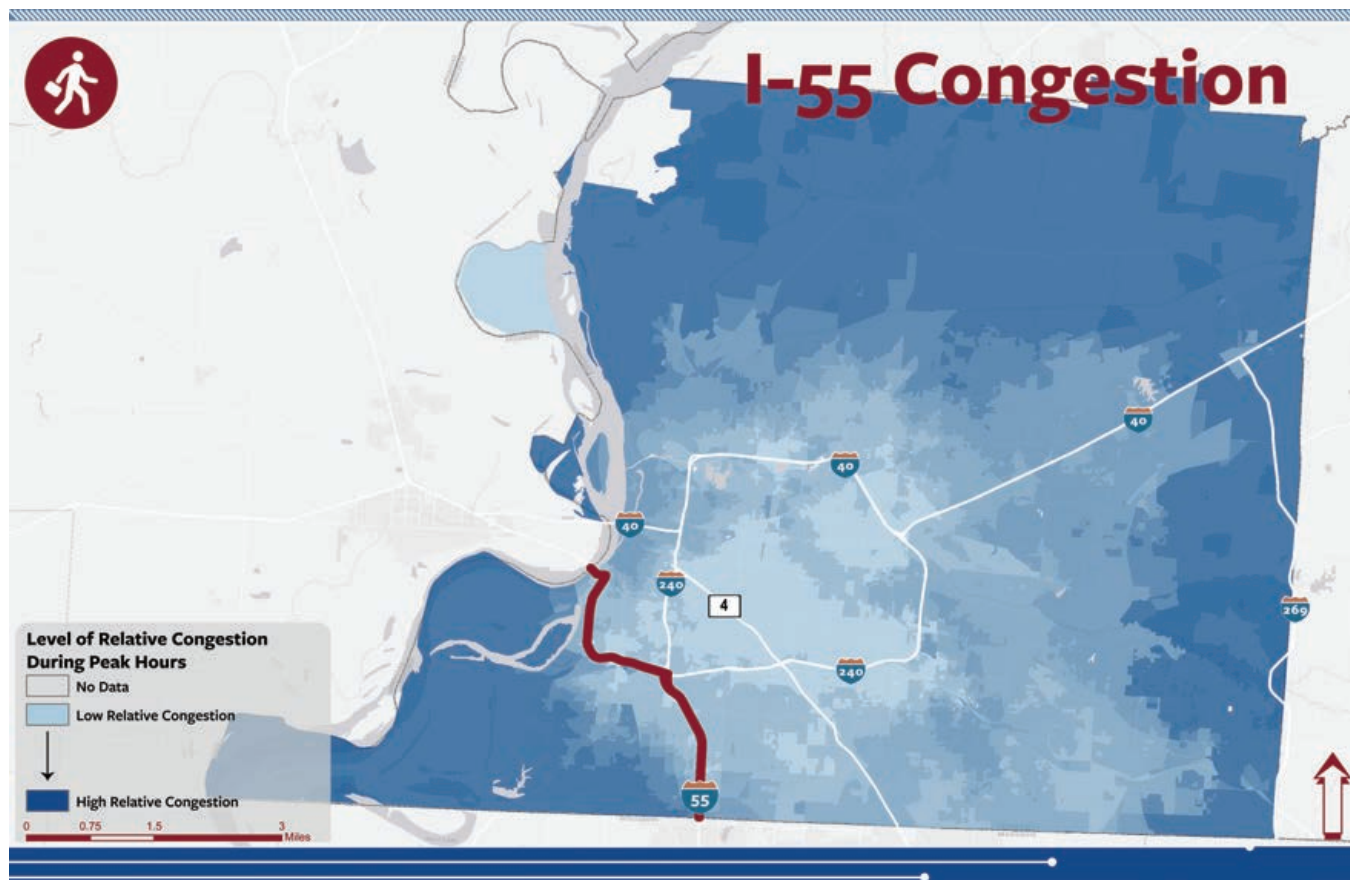 I-55 Congestion
40
40
40
240
4
269
240
55
Level of Relative Congestion
During Peak Hours
No Data
Low Relative Congestion
High Relative Congestion
0 0.75 1.5 3
Miles